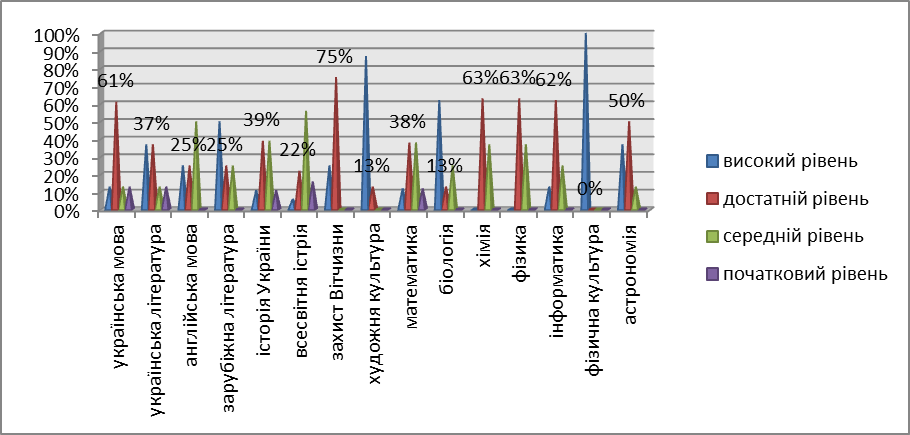 100%
90%
80%
70%
60%
50%
40%
30%
20%
10%
0%
61%
37%
25%
25%
39%
22%
75%
13%
38%
13%
63%
63%
62%
0%
50%
українська мова
українська література
англійська мова
зарубіжна література
історія України
всесвітня істрія
захист Вітчизни
художня культура
математика
біологія
хімія
фізика
інформатика
фізична культура
астрономія
високий рівень
достатній рівень
середній рівень
початковий рівень